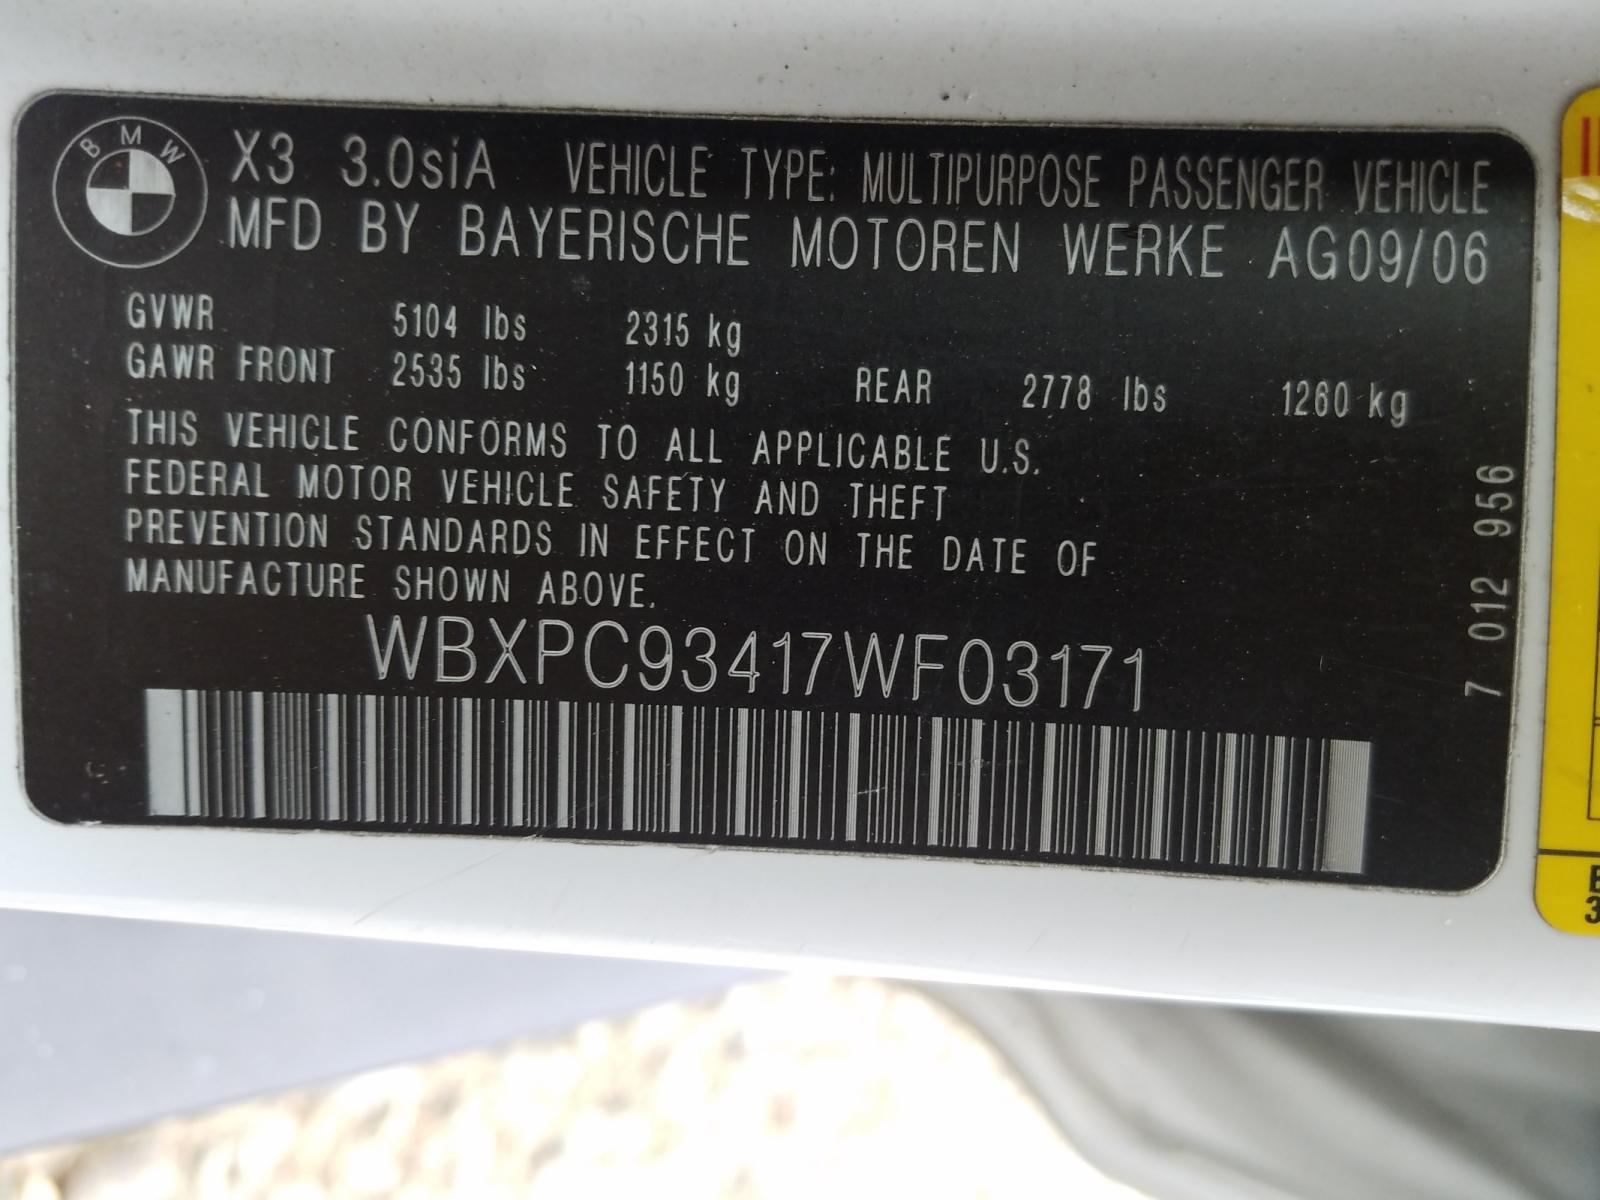 BMW
X3 3.0siA VEHICLE TYPE: MULTIPURPOSE PASSENGER VEHICLE
MFD BY BAYERISCHE MOTOREN WERKE AG09/06
GVWR 5104 lbs 2315 kg
GAWR FRONT 2535 lbs 1150 kg REAR 2778 lbs 1260 kg
THIS VEHICLE CONFORMS TO ALL APPLICABLE U.S.
FEDERAL MOTOR VEHICLE SAFETY AND THEFT
PREVENTION STANDARDS IN EFFECT ON THE DATE OF
MANUFACTURE SHOWN ABOVE.
WBXPC93417WF03171
7 012 956